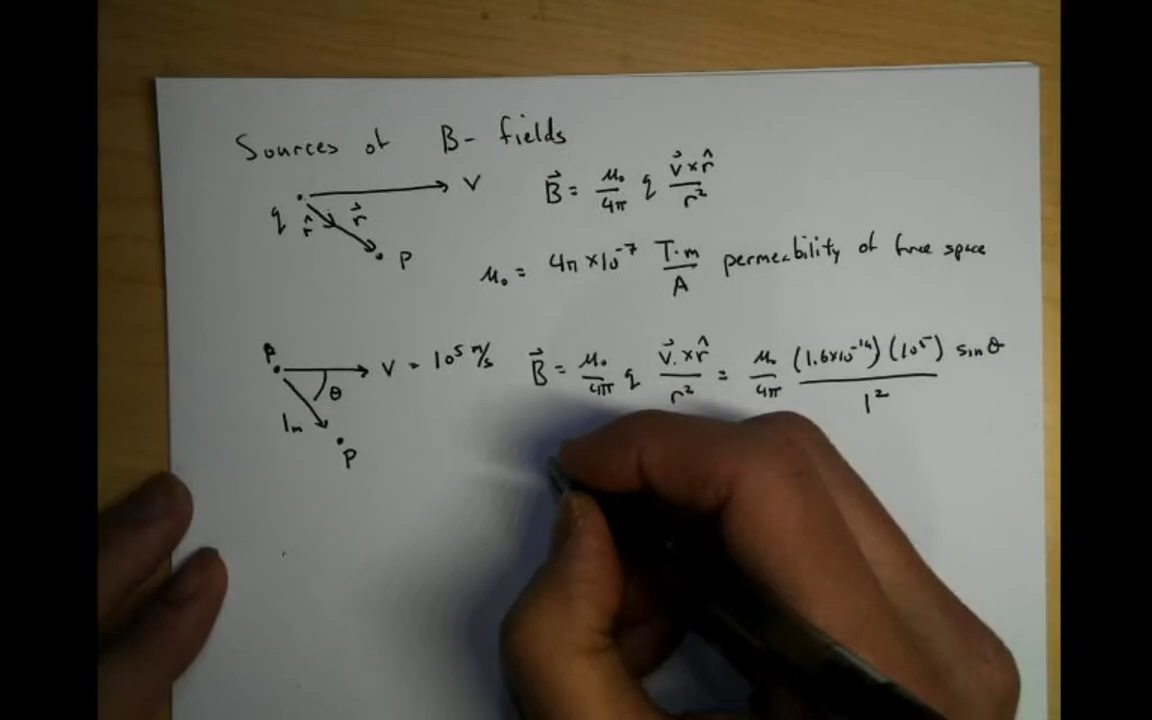 Sources of B- fields
q r̂ r⃗ P V B⃗ = μ₀/4π q v⃗×r̂/r²
μ₀ = 4π×10⁻⁷ T·m/A permeability of free space
P V = 10⁵ m/s θ 1m P B⃗ = μ₀/4π q v⃗×r̂/r² = μ₀/4π (1.6×10⁻¹⁹)(10⁵)/1² sinθ